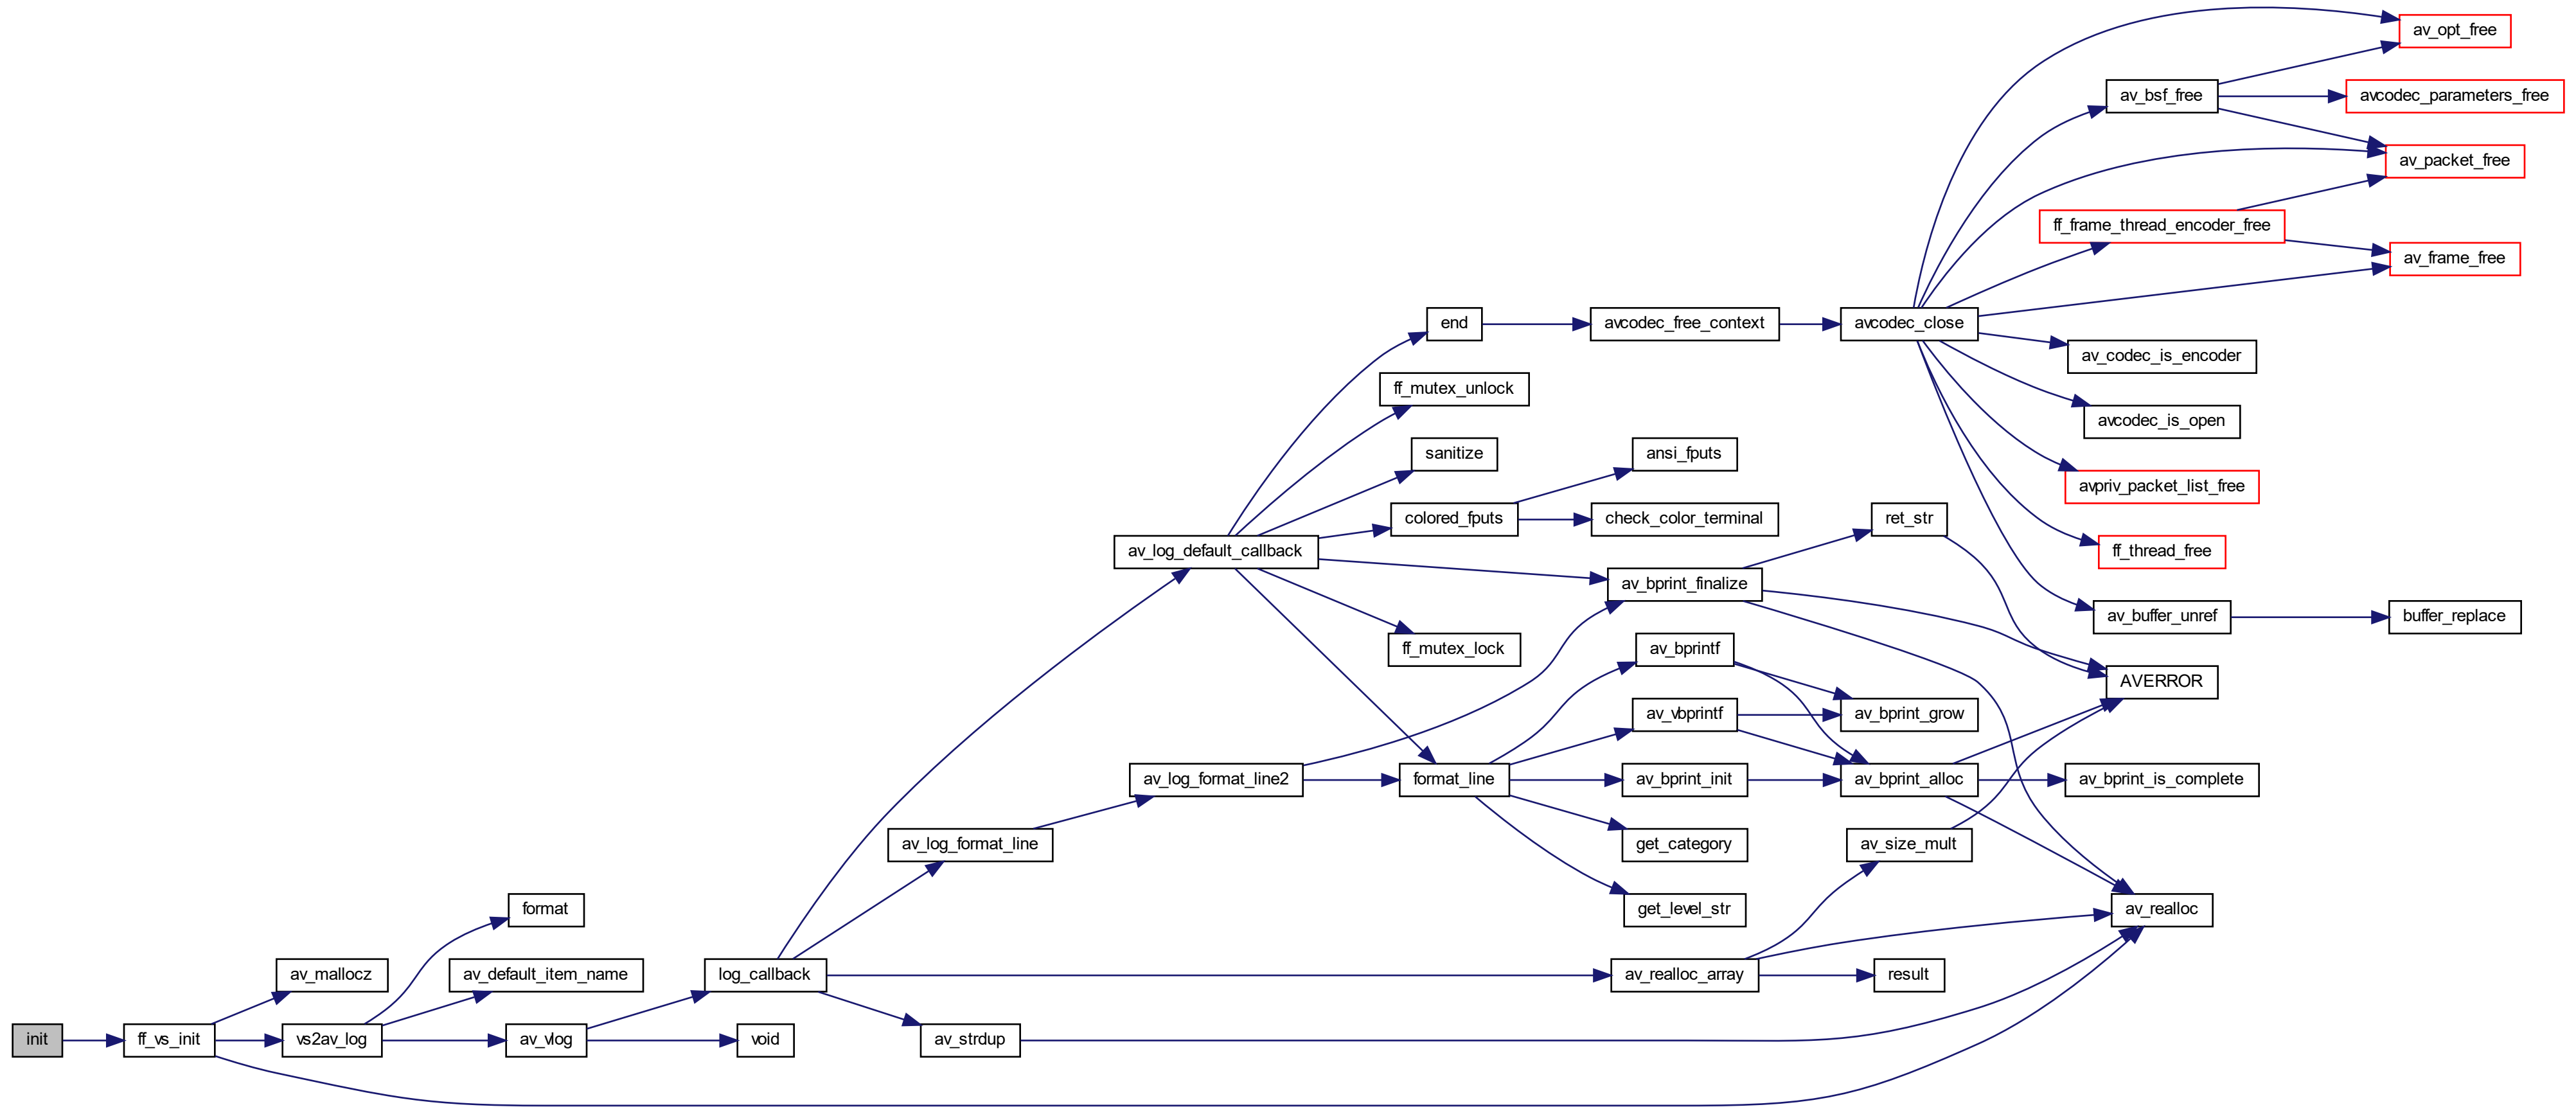 init
ff_vs_init
av_mallocz
vs2av_log
format
av_default_item_name
av_vlog
log_callback
void
av_log_default_callback
av_log_format_line
av_strdup
av_log_format_line2
end
ff_mutex_unlock
sanitize
colored_fputs
ff_mutex_lock
format_line
avcodec_free_context
ansi_fputs
check_color_terminal
av_bprint_finalize
av_bprintf
av_vbprintf
av_bprint_init
get_category
get_level_str
av_realloc_array
avcodec_close
ret_str
av_bprint_grow
av_bprint_alloc
av_size_mult
result
av_opt_free
av_bsf_free
avcodec_parameters_free
av_packet_free
ff_frame_thread_encoder_free
av_frame_free
av_codec_is_encoder
avcodec_is_open
avpriv_packet_list_free
ff_thread_free
av_buffer_unref
buffer_replace
AVERROR
av_bprint_is_complete
av_realloc